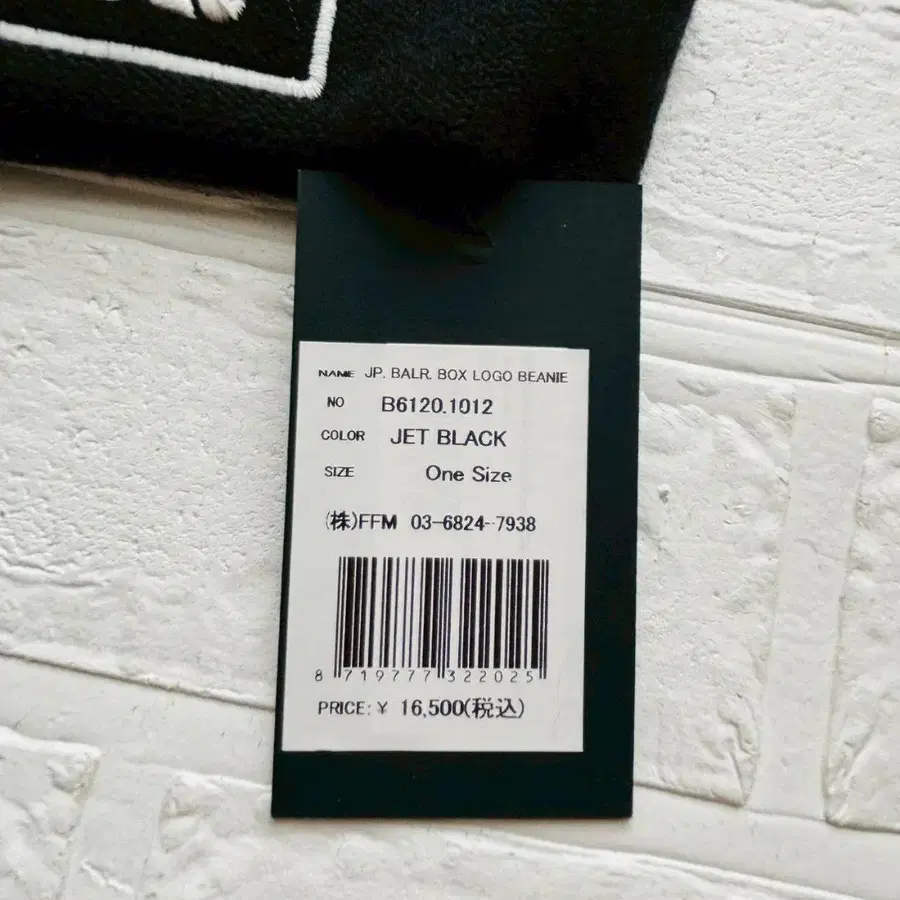 NAME JP. BALR. BOX LOGO BEANIE
NO B6120.1012
COLOR JET BLACK
SIZE One Size
(株)FFM 03-6824-7938
8 719777 322025
PRICE: ¥ 16,500(税込)